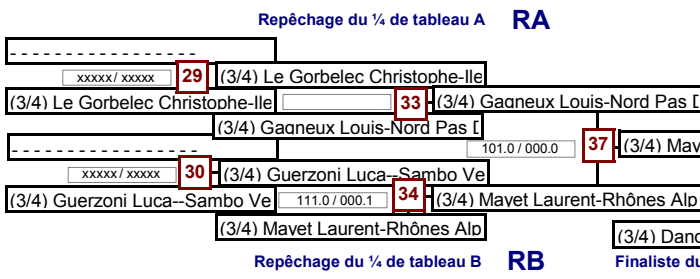 Repêchage du ¼ de tableau A RA
- - - - - - - - - - - - - - - - -
xxxxx / xxxxx 29 (3/4) Le Gorbelec Christophe-Ile
(3/4) Le Gorbelec Christophe-Ile 33 (3/4) Gagneux Louis-Nord Pas D
(3/4) Gagneux Louis-Nord Pas D
- - - - - - - - - - - - - - - - - 101.0 / 000.0 37 (3/4) Mav
xxxxx / xxxxx 30 (3/4) Guerzoni Luca--Sambo Ve
(3/4) Guerzoni Luca--Sambo Ve 111.0 / 000.1 34 (3/4) Mavet Laurent-Rhônes Alp
(3/4) Mavet Laurent-Rhônes Alp
(3/4) Danc
Repêchage du ¼ de tableau B RB Finaliste du